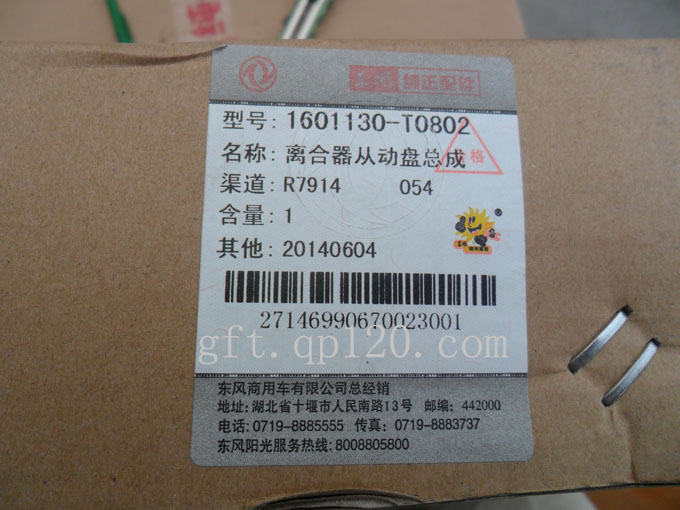 纯正配件
型号: 1601130-T0802
名称: 离合器从动盘总成
格
渠道: R7914 054
含量: 1
®
其他: 20140604
27146990670023001
gft.qp120.com
东风商用车有限公司总经销
地址: 湖北省十堰市人民南路13号 邮编: 442000
电话: 0719-8885555 传真: 0719-8883737
东风阳光服务热线: 8008805800